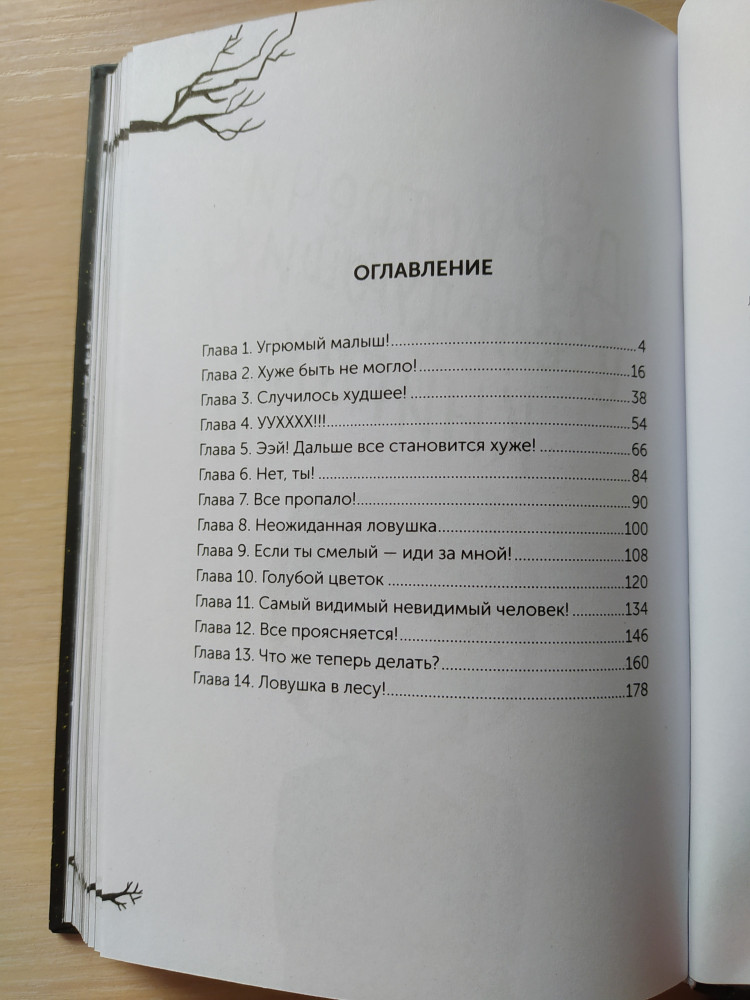 ОГЛАВЛЕНИЕ
Глава 1. Угрюмый малыш!........................................4
Глава 2. Хуже быть не могло!....................................16
Глава 3. Случилось худшее!......................................38
Глава 4. УУХХХХ!!!....................................................54
Глава 5. Ээй! Дальше все становится хуже!...............66
Глава 6. Нет, ты!.......................................................84
Глава 7. Все пропало!...............................................90
Глава 8. Неожиданная ловушка................................100
Глава 9. Если ты смелый — иди за мной!..................108
Глава 10. Голубой цветок.........................................120
Глава 11. Самый видимый невидимый человек!.........134
Глава 12. Все проясняется!.......................................146
Глава 13. Что же теперь делать?...............................160
Глава 14. Ловушка в лесу!.........................................178